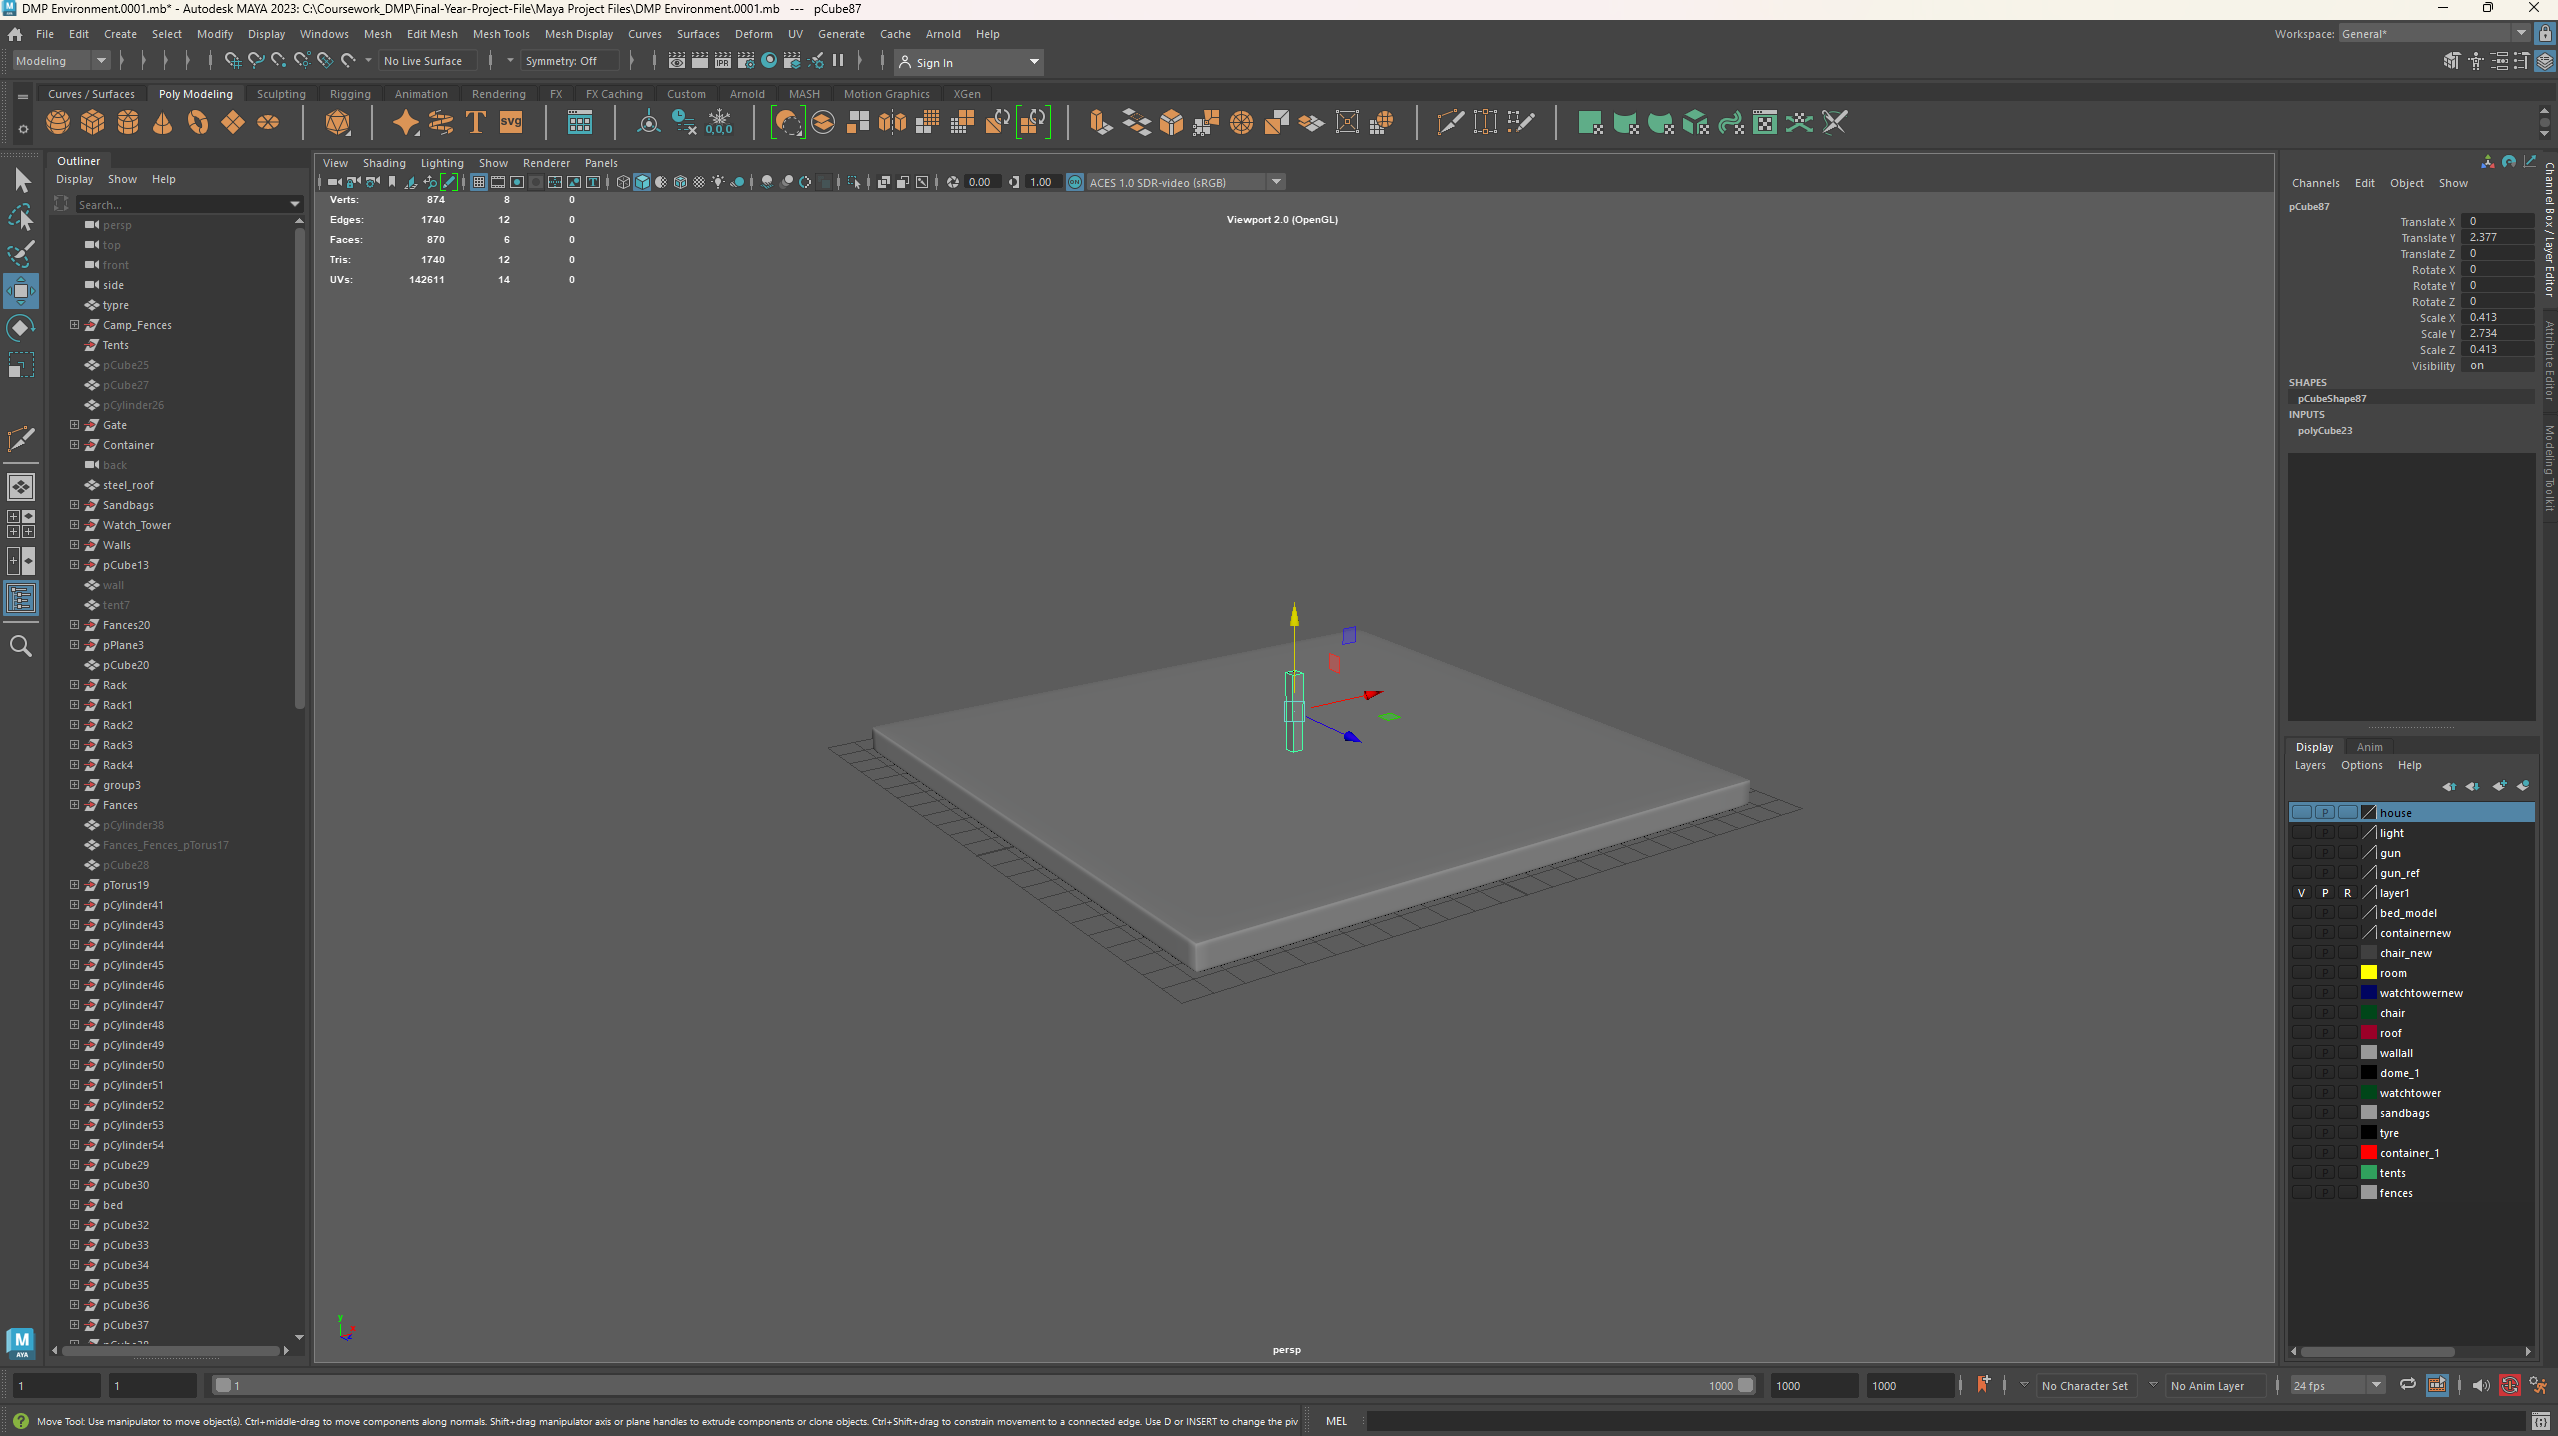 DMP Environment.0001.mb* - Autodesk MAYA 2023: C:\Coursework_DMP\Final-Year-Project-File\Maya Project Files\DMP Environment.0001.mb --- pCube87
File Edit Create Select Modify Display Windows Mesh Edit Mesh Mesh Tools Mesh Display Curves Surfaces Deform UV Generate Cache Arnold Help
Workspace: General*
Modeling No Live Surface Symmetry: Off Sign In
Curves / Surfaces Poly Modeling Sculpting Rigging Animation Rendering FX FX Caching Custom Arnold MASH Motion Graphics XGen
Outliner
Display Show Help
Search...
persp
top
front
side
typre
Camp_Fences
Tents
pCube25
pCube27
pCylinder26
Gate
Container
back
steel_roof
Sandbags
Watch_Tower
Walls
pCube13
wall
tent7
Fances20
pPlane3
pCube20
Rack
Rack1
Rack2
Rack3
Rack4
group3
Fances
pCylinder38
Fances_Fences_pTorus17
pCube28
pTorus19
pCylinder41
pCylinder43
pCylinder44
pCylinder45
pCylinder46
pCylinder47
pCylinder48
pCylinder49
pCylinder50
pCylinder51
pCylinder52
pCylinder53
pCylinder54
pCube29
pCube30
bed
pCube32
pCube33
pCube34
pCube35
pCube36
pCube37
View Shading Lighting Show Renderer Panels
0.00 1.00 ACES 1.0 SDR-video (sRGB)
Verts: 874 8 0
Edges: 1740 12 0
Faces: 870 6 0
Tris: 1740 12 0
UVs: 142611 14 0
Viewport 2.0 (OpenGL)
persp
Channels Edit Object Show
pCube87
Translate X 0
Translate Y 2.377
Translate Z 0
Rotate X 0
Rotate Y 0
Rotate Z 0
Scale X 0.413
Scale Y 2.734
Scale Z 0.413
Visibility on
SHAPES
pCubeShape87
INPUTS
polyCube23
Channel Box / Layer Editor
Attribute Editor
Modeling Toolkit
Display Anim
Layers Options Help
P house
P light
P gun
P gun_ref
V P R layer1
P bed_model
P containernew
P chair_new
P room
P watchtowernew
P chair
P roof
P wallall
P dome_1
P watchtower
P sandbags
P tyre
P container_1
P tents
P fences
1 1 1 1000 1000 1000 No Character Set No Anim Layer 24 fps
Move Tool: Use manipulator to move object(s). Ctrl+middle-drag to move components along normals. Shift+drag manipulator axis or plane handles to extrude components or clone objects. Ctrl+Shift+drag to constrain movement to a connected edge. Use D or INSERT to change the piv
MEL